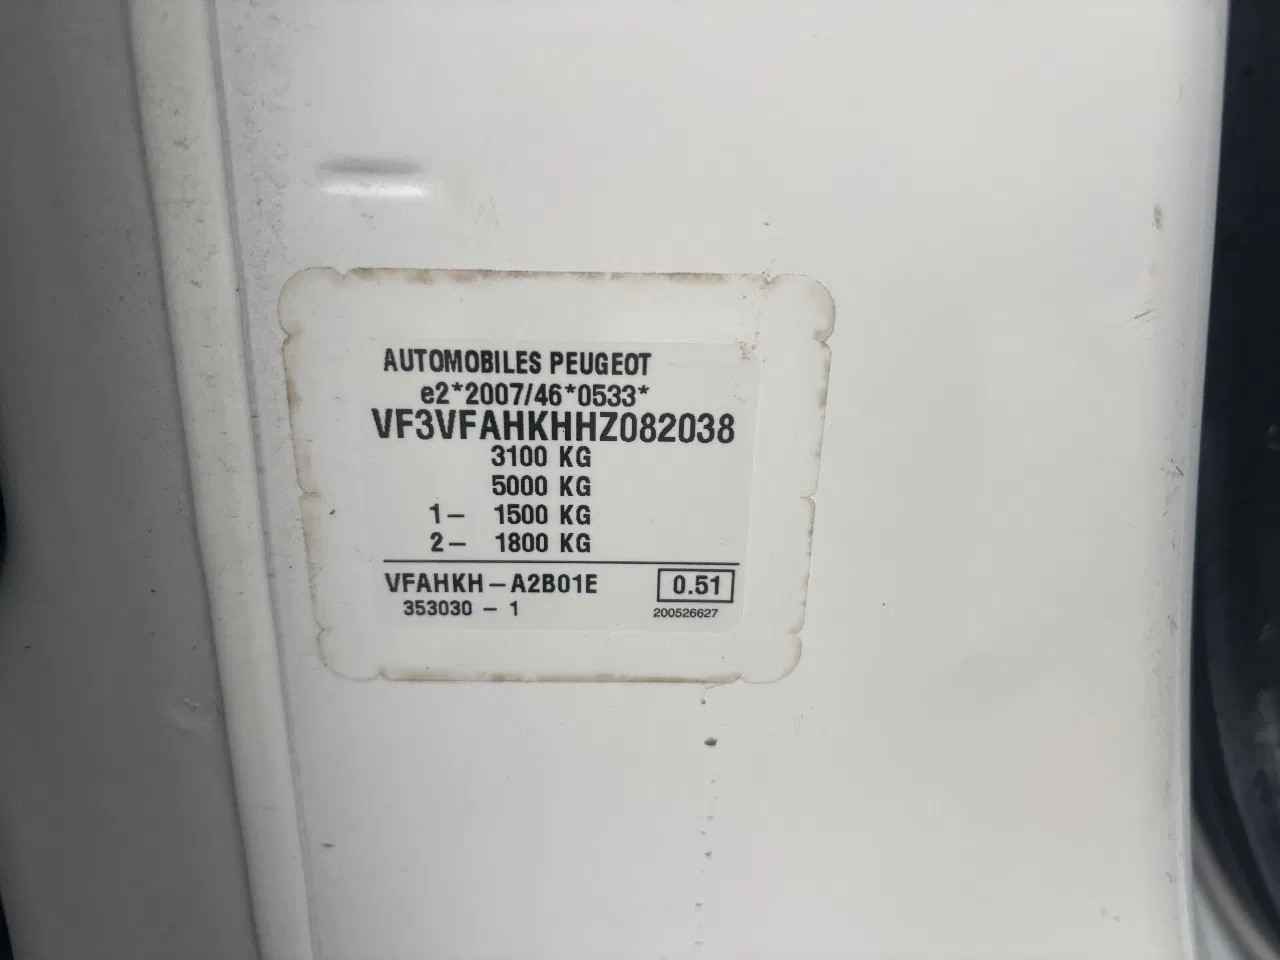 AUTOMOBILES PEUGEOT
e2*2007/46*0533*
VF3VFAHKHHZ082038
3100 KG
5000 KG
1- 1500 KG
2- 1800 KG
VFAHKH-A2B01E 0.51
353030 - 1 200526627